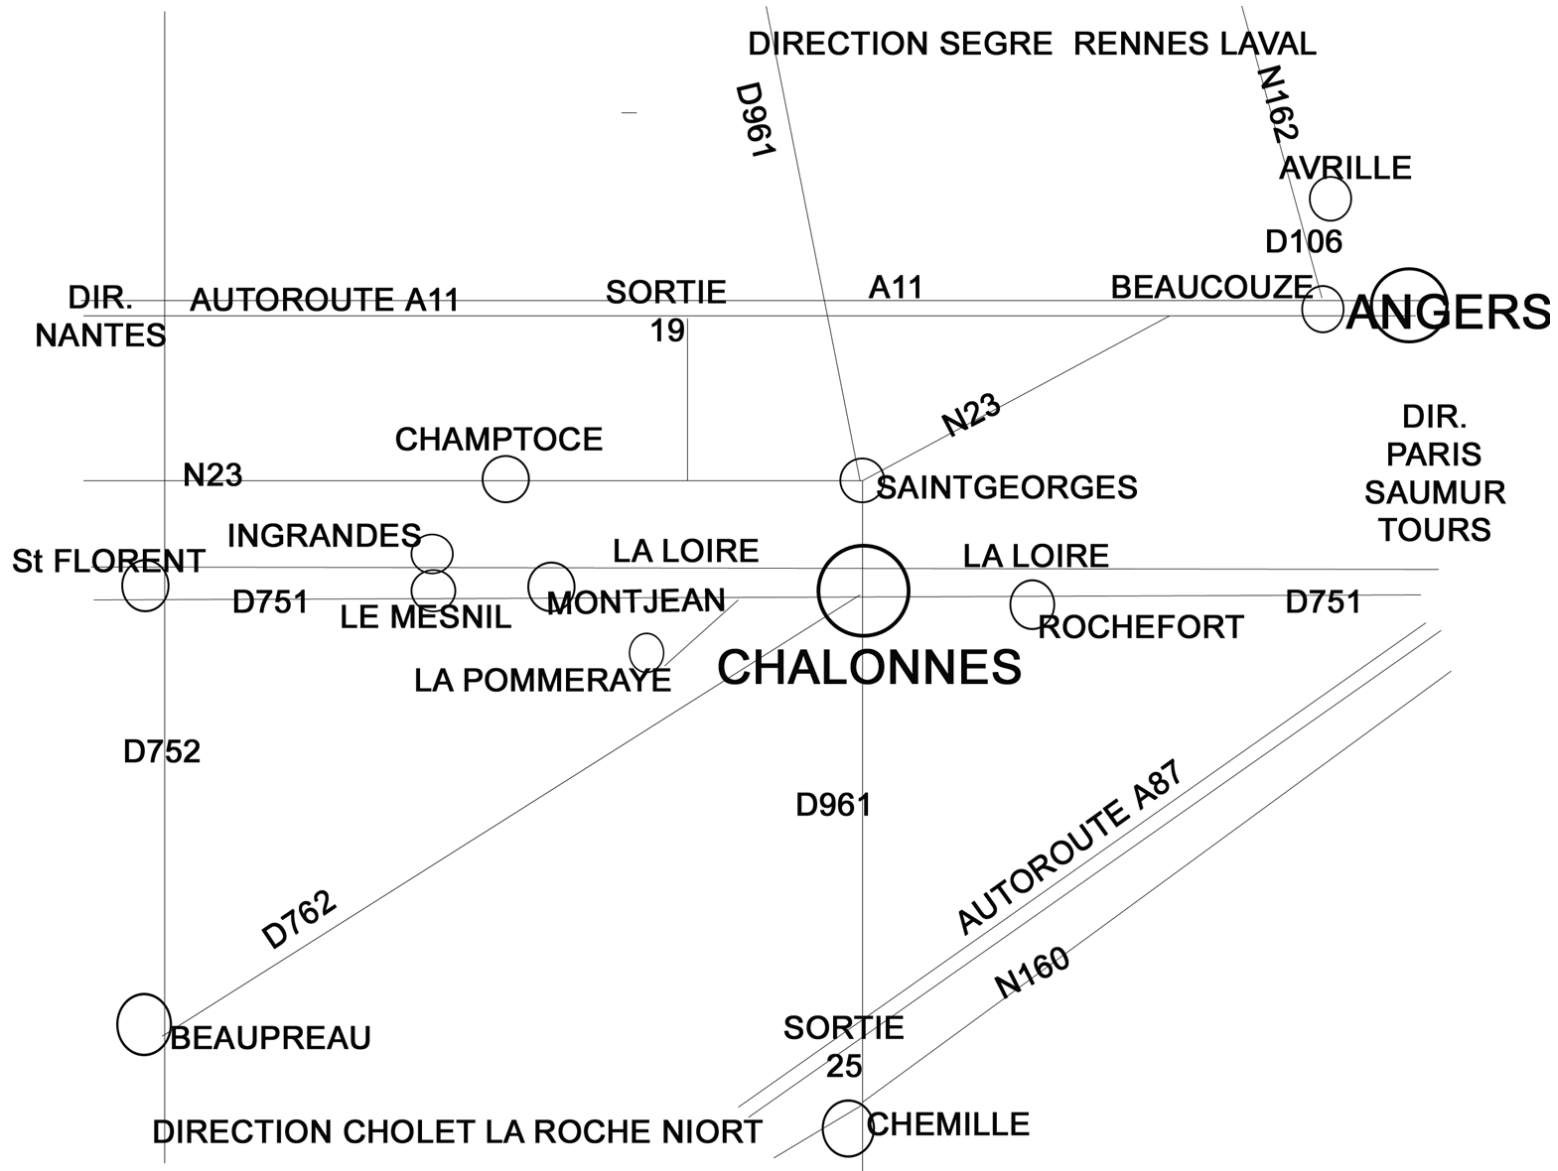 DIRECTION SEGRE  RENNES LAVAL
D961
N162
AVRILLE
D106
DIR.
NANTES
AUTOROUTE A11
SORTIE
19
A11
BEAUCOUZE
ANGERS
DIR.
PARIS
SAUMUR
TOURS
CHAMPTOCE
N23
N23
SAINTGEORGES
INGRANDES
St FLORENT
LA LOIRE
LA LOIRE
D751
LE MESNIL
MONTJEAN
D751
ROCHEFORT
LA POMMERAYE
CHALONNES
D752
D961
AUTOROUTE A87
D762
N160
BEAUPREAU
SORTIE
25
DIRECTION CHOLET LA ROCHE NIORT
CHEMILLE